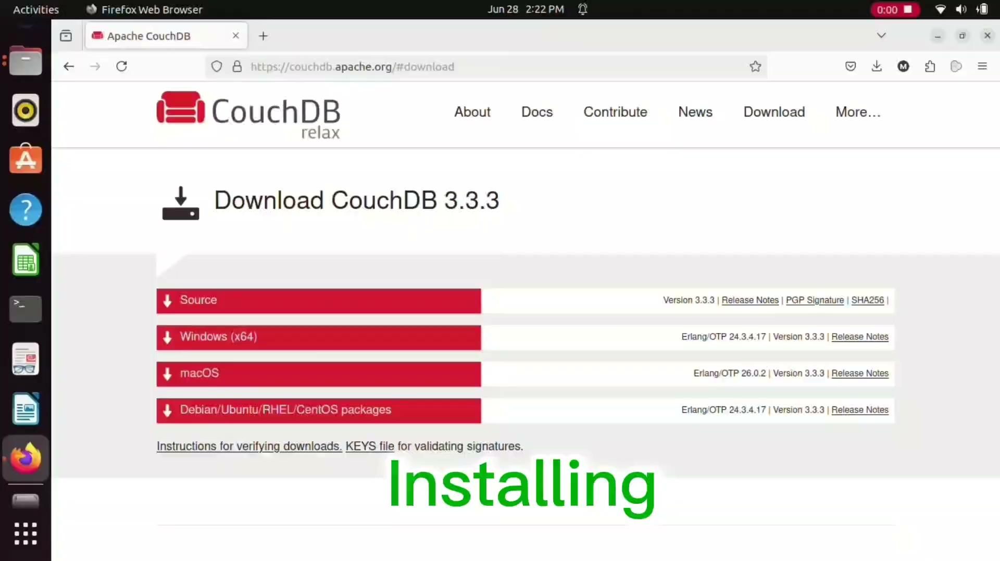 Activities
Firefox Web Browser
Jun 28 2:22 PM
0:00
Apache CouchDB
M
https://couchdb.apache.org/#download
CouchDB
relax
About
Docs
Contribute
News
Download
More...
Download CouchDB 3.3.3
Source
Version 3.3.3 | Release Notes | PGP Signature | SHA256 |
Windows (x64)
Erlang/OTP 24.3.4.17 | Version 3.3.3 | Release Notes
macOS
Erlang/OTP 26.0.2 | Version 3.3.3 | Release Notes
Debian/Ubuntu/RHEL/CentOS packages
Erlang/OTP 24.3.4.17 | Version 3.3.3 | Release Notes
Instructions for verifying downloads. KEYS file for validating signatures.
Installing